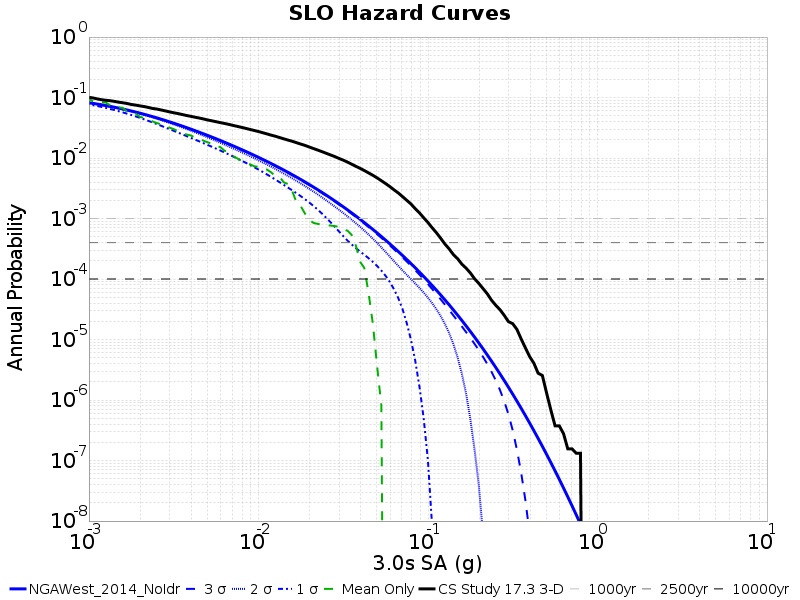 SLO Hazard Curves
10^0
10^-1
10^-2
10^-3
10^-4
10^-5
10^-6
10^-7
10^-8
Annual Probability
10^-3 10^-2 10^-1 10^0 10^1
3.0s SA (g)
NGAWest_2014_NoIdr 3 σ 2 σ 1 σ Mean Only CS Study 17.3 3-D 1000yr 2500yr 10000yr